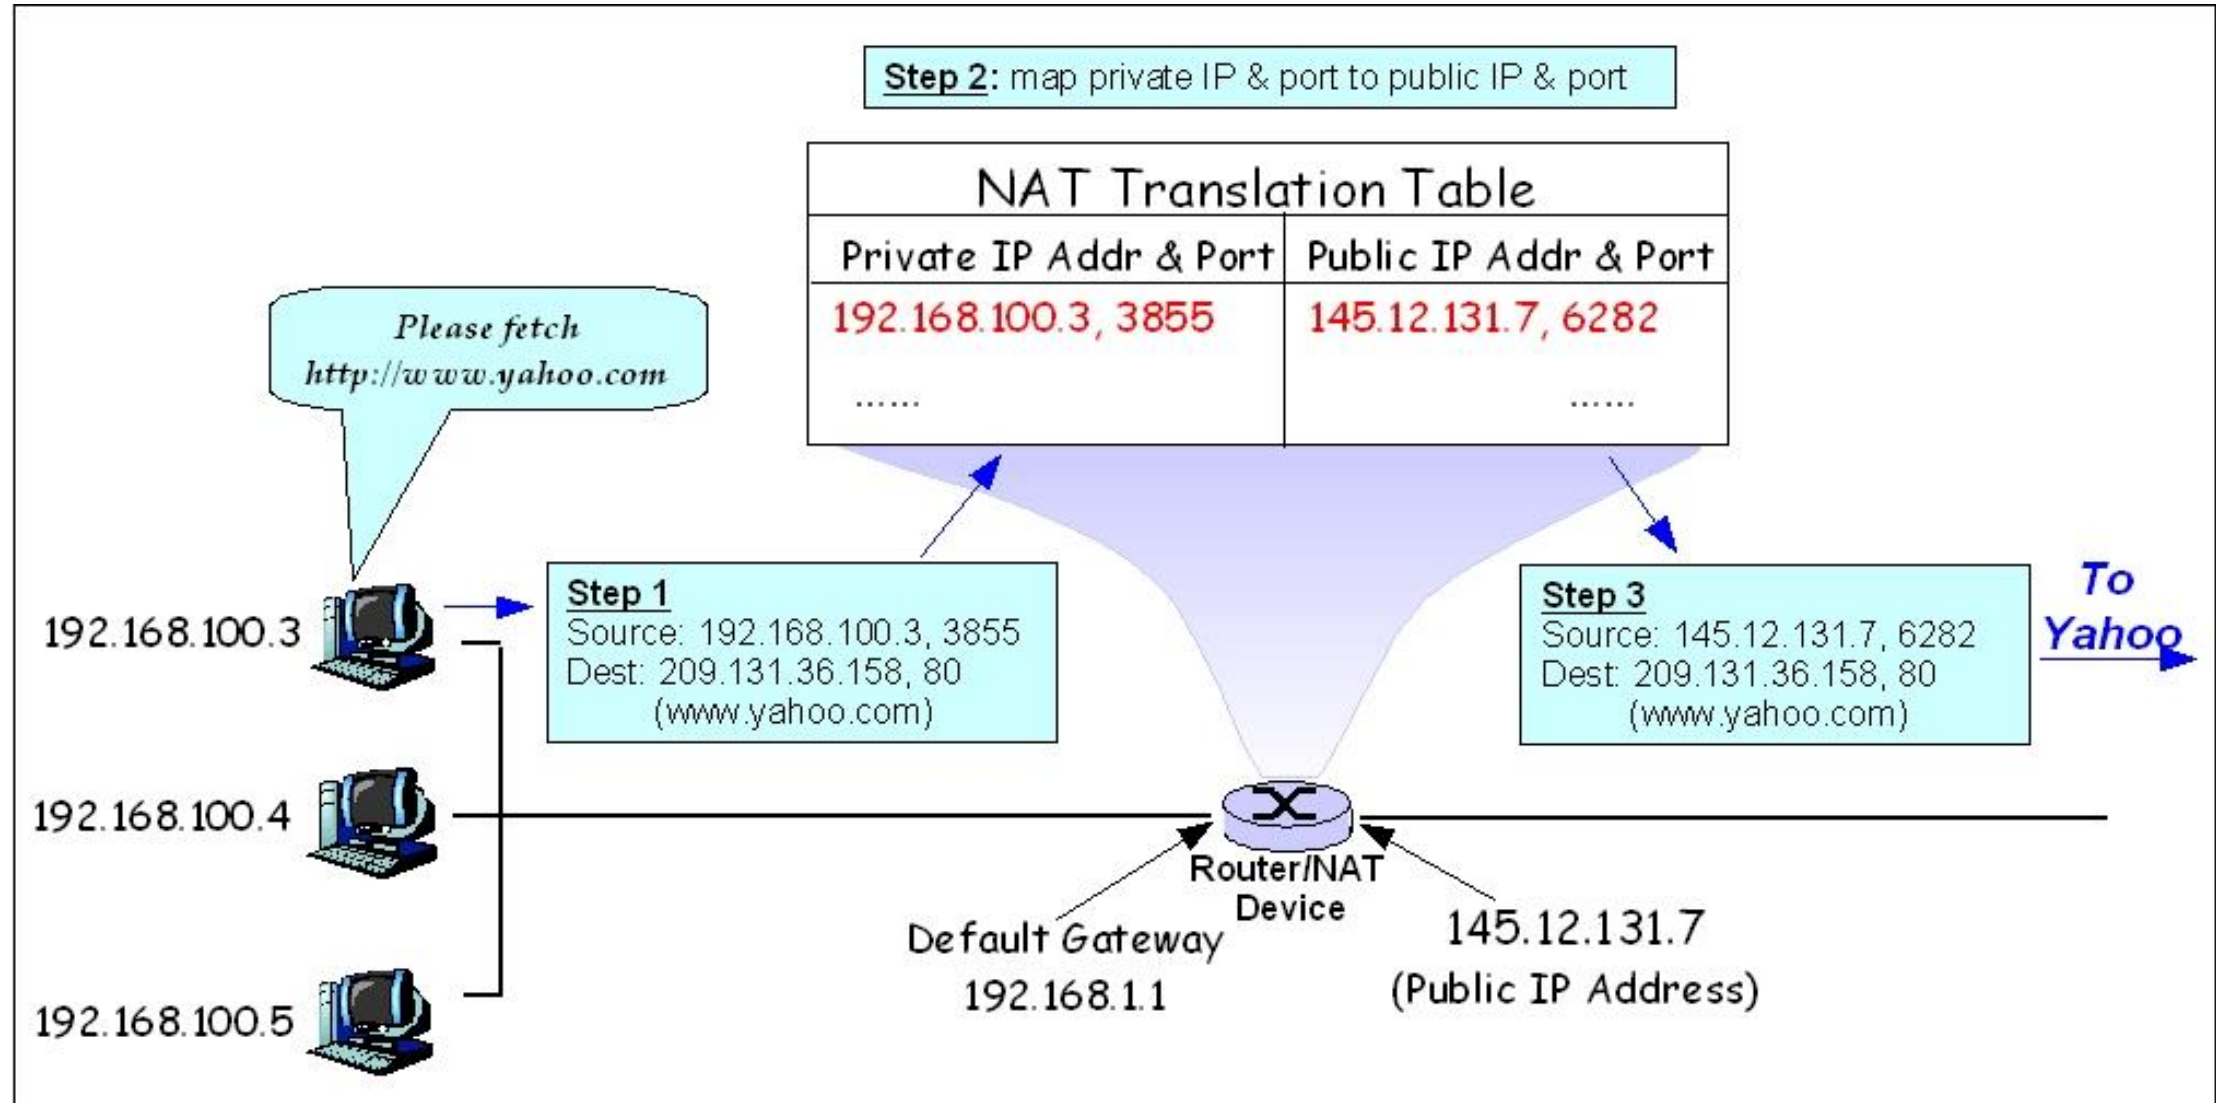 Step 2: map private IP & port to public IP & port
NAT Translation Table
Private IP Addr & Port
Public IP Addr & Port
192.168.100.3, 3855
145.12.131.7, 6282
......
......
Please fetch
http://www.yahoo.com
192.168.100.3
Step 1
Source: 192.168.100.3, 3855
Dest: 209.131.36.158, 80
(www.yahoo.com)
Step 3
Source: 145.12.131.7, 6282
Dest: 209.131.36.158, 80
(www.yahoo.com)
To
Yahoo
192.168.100.4
Router/NAT
Device
Default Gateway
192.168.1.1
145.12.131.7
(Public IP Address)
192.168.100.5